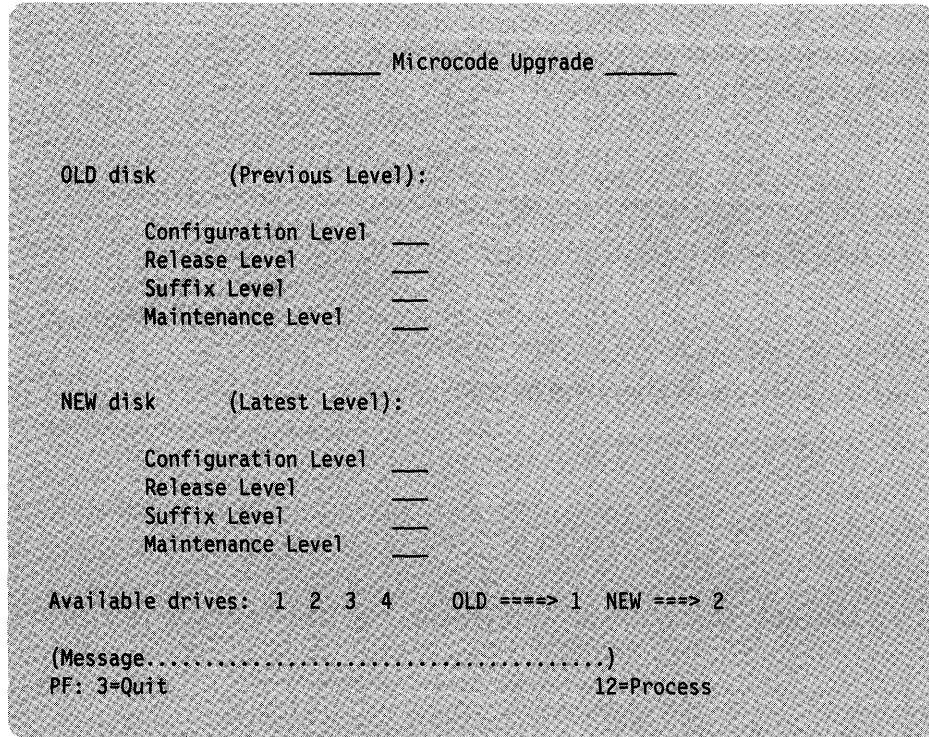 ______ Microcode Upgrade ______
OLD disk (Previous Level):
Configuration Level ___
Release Level ___
Suffix Level ___
Maintenance Level ___
NEW disk (Latest Level):
Configuration Level ___
Release Level ___
Suffix Level ___
Maintenance Level ___
Available drives: 1 2 3 4 OLD ====> 1 NEW ===> 2
(Message......................................)
PF: 3=Quit 12=Process